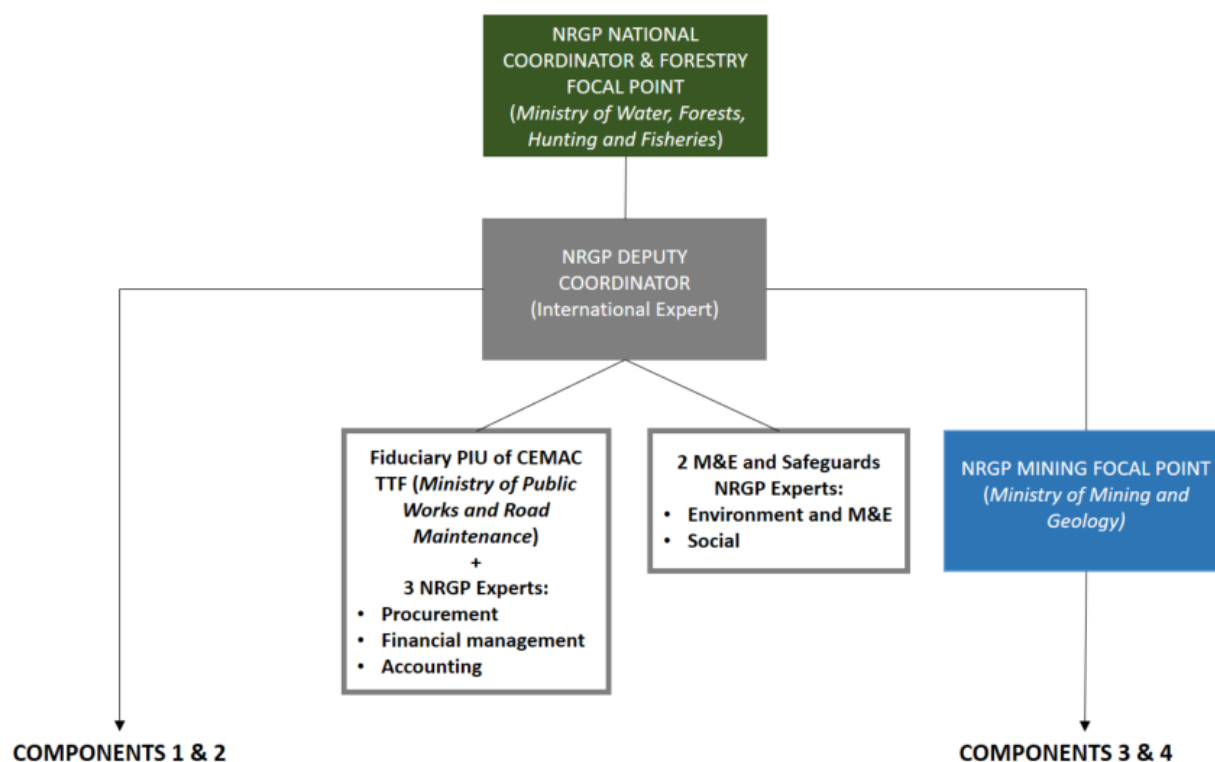 NRGP NATIONAL
COORDINATOR & FORESTRY
FOCAL POINT
(Ministry of Water, Forests,
Hunting and Fisheries)
NRGP DEPUTY
COORDINATOR
(International Expert)
Fiduciary PIU of CEMAC
TTF (Ministry of Public
Works and Road
Maintenance)
+
3 NRGP Experts:
• Procurement
• Financial management
• Accounting
2 M&E and Safeguards
NRGP Experts:
• Environment and M&E
• Social
NRGP MINING FOCAL POINT
(Ministry of Mining and
Geology)
COMPONENTS 1 & 2
COMPONENTS 3 & 4